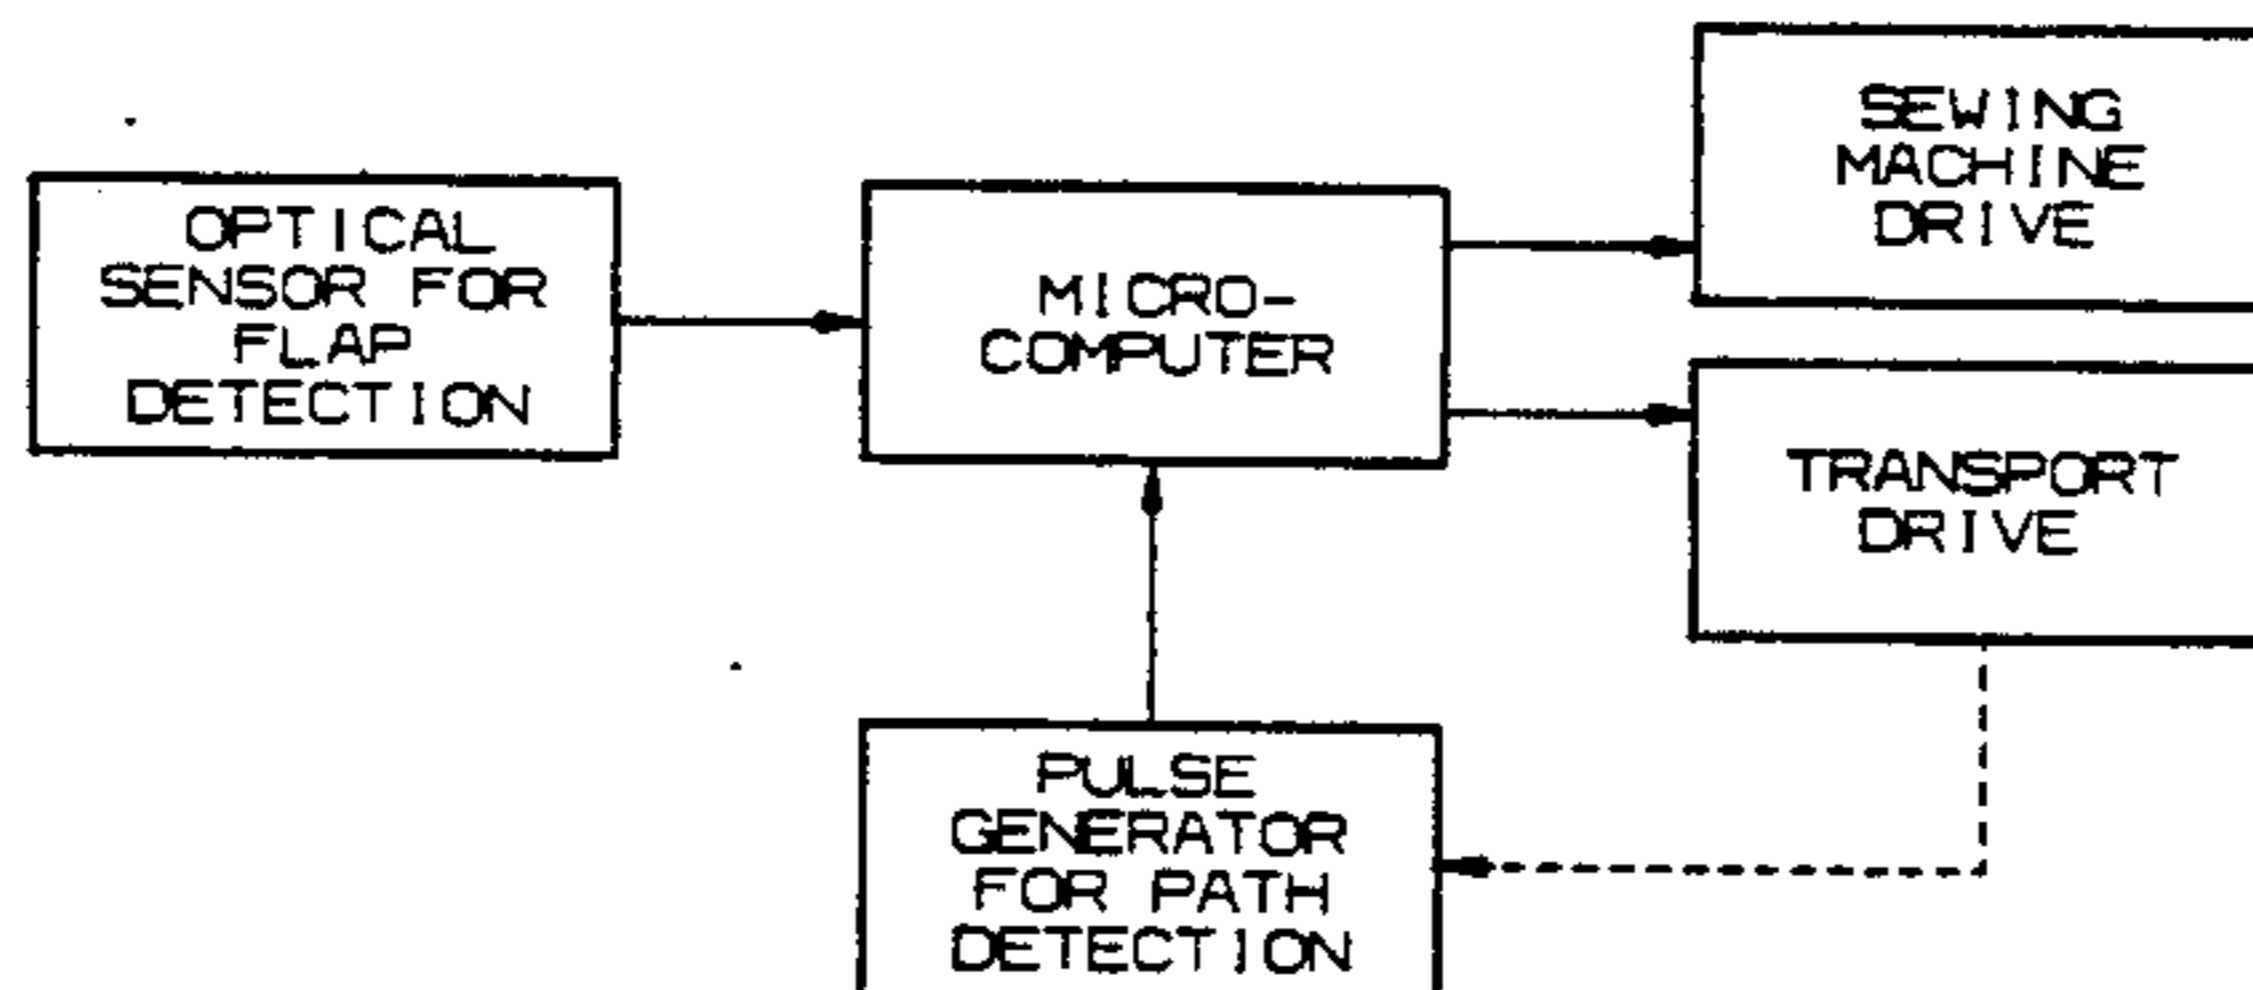 OPTICAL
SENSOR FOR
FLAP
DETECTION
MICRO-
COMPUTER
SEWING
MACHINE
DRIVE
TRANSPORT
DRIVE
PULSE
GENERATOR
FOR PATH
DETECTION